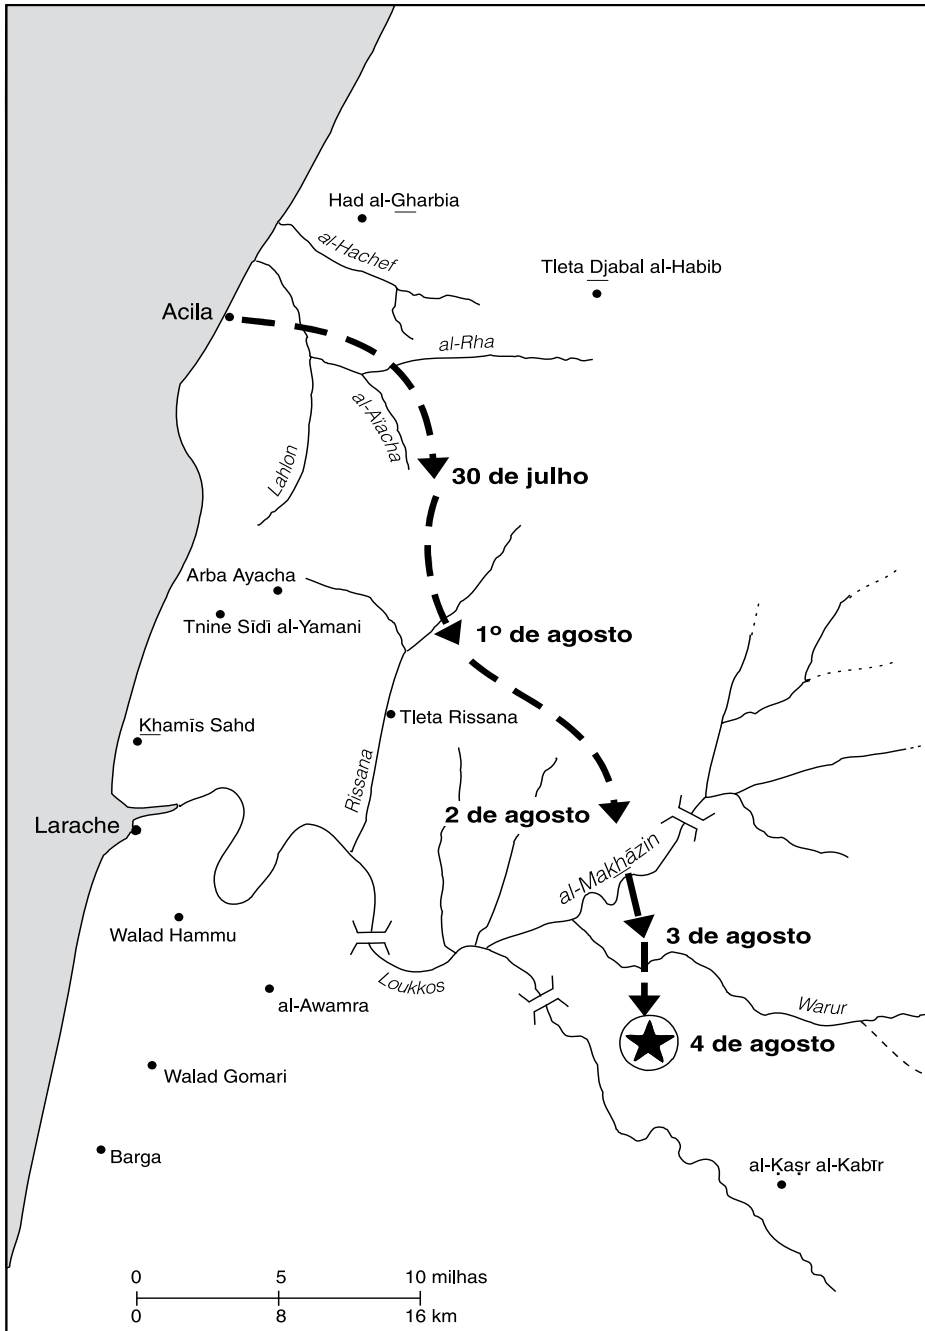 Had al-Gharbia
al-Hachef
Tleta Djabal al-Habib
Acila
al-Rha
al-Aïacha
Lahlon
30 de julho
Arba Ayacha
Tnine Sīdī al-Yamani
1º de agosto
Khamīs Sahd
Tleta Rissana
Rissana
2 de agosto
Larache
al-Makhāzin
Walad Hammu
3 de agosto
Loukkos
al-Awamra
Warur
4 de agosto
Walad Gomari
Barga
al-Ḳaṣr al-Kabīr
0 5 10 milhas
0 8 16 km